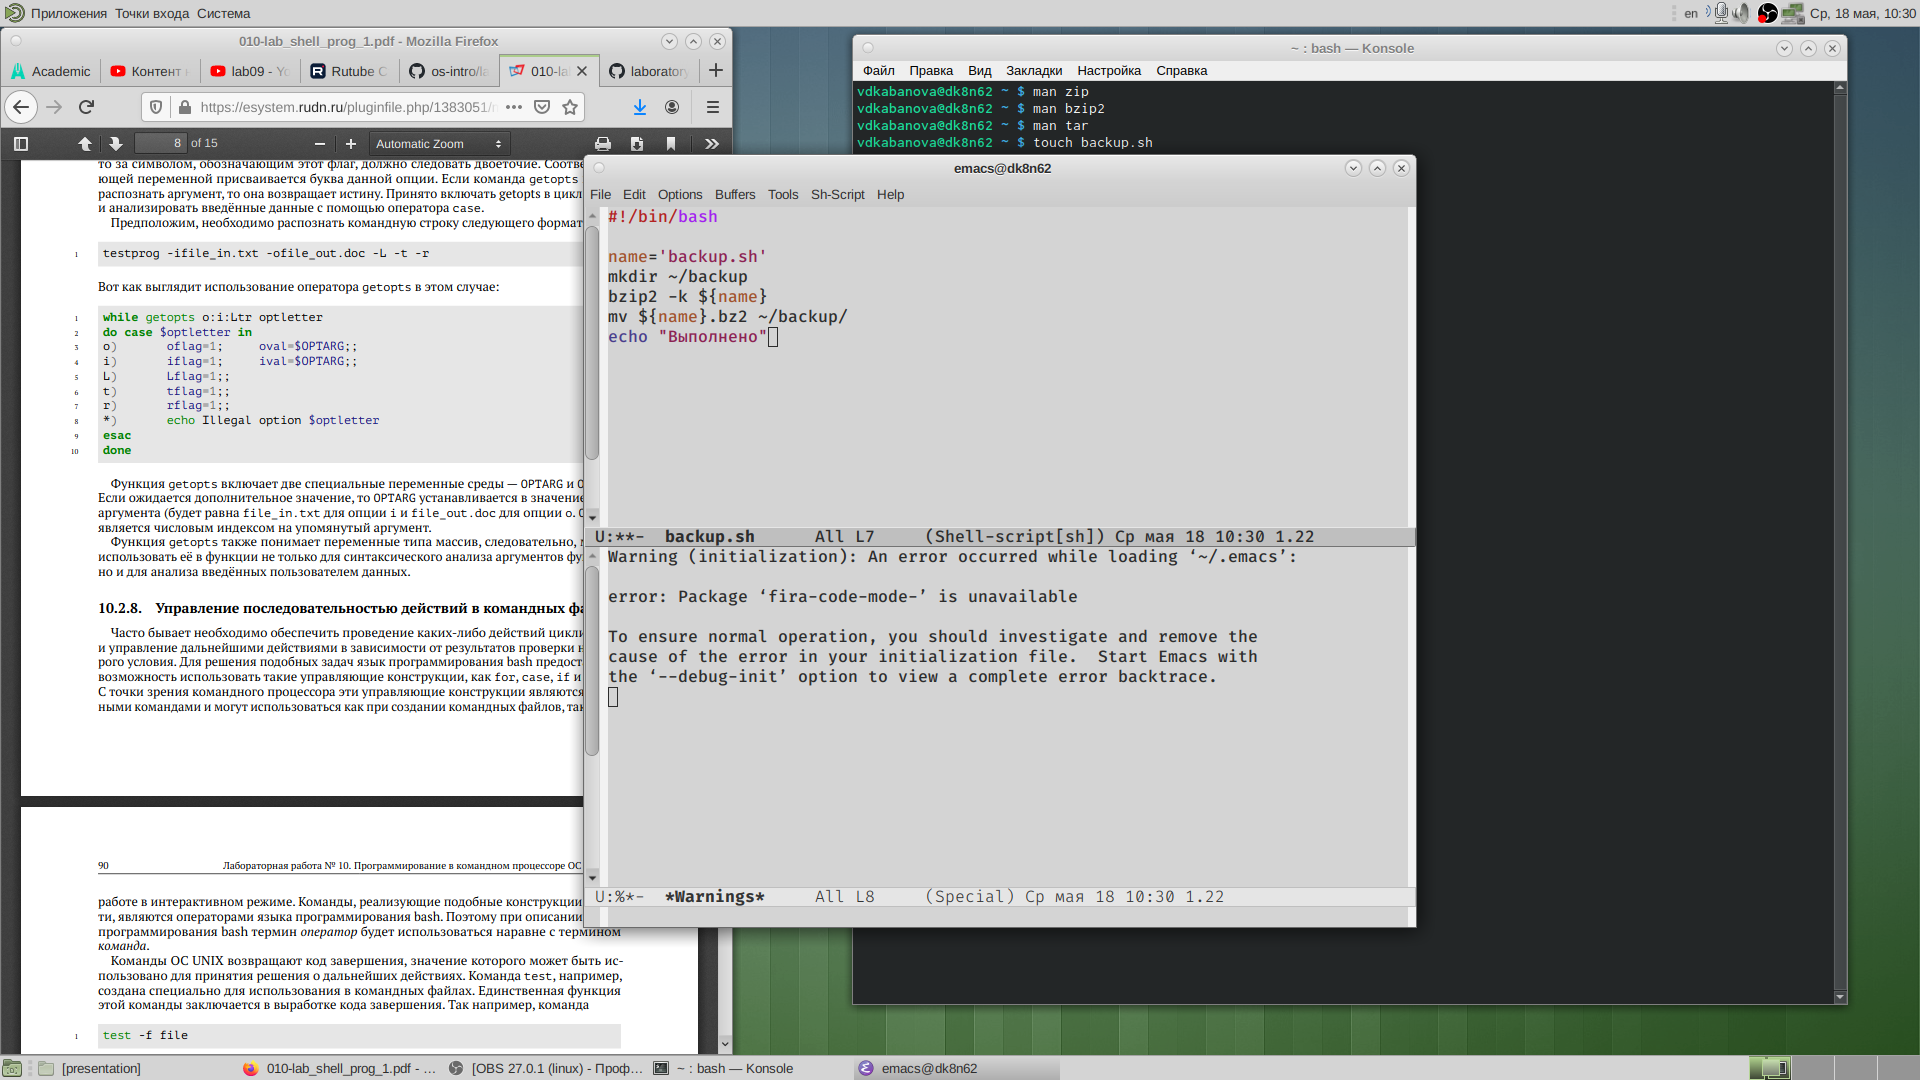 Приложения Точки входа Система
en
Ср, 18 мая, 10:30
010-lab_shell_prog_1.pdf - Mozilla Firefox
Academic
Контент
lab09 - Yo
Rutube
os-intro/la
010-la
laboratory
https://esystem.rudn.ru/pluginfile.php/1383051/
8 of 15
Automatic Zoom
то за символом, обозначающим этот флаг, должно следовать двоеточие. Соотве
ющей переменной присваивается буква данной опции. Если команда getopts
распознать аргумент, то она возвращает истину. Принято включать getopts в цикл
и анализировать введённые данные с помощью оператора case.
Предположим, необходимо распознать командную строку следующего формат
1 testprog -ifile_in.txt -ofile_out.doc -L -t -r
Вот как выглядит использование оператора getopts в этом случае:
1 while getopts o:i:Ltr optletter
2 do case $optletter in
3 o) oflag=1; oval=$OPTARG;;
4 i) iflag=1; ival=$OPTARG;;
5 L) Lflag=1;;
6 t) tflag=1;;
7 r) rflag=1;;
8 *) echo Illegal option $optletter
9 esac
10 done
Функция getopts включает две специальные переменные среды — OPTARG и O
Если ожидается дополнительное значение, то OPTARG устанавливается в значение
аргумента (будет равна file_in.txt для опции i и file_out.doc для опции o. O
является числовым индексом на упомянутый аргумент.
Функция getopts также понимает переменные типа массив, следовательно, м
использовать её в функции не только для синтаксического анализа аргументов фу
но и для анализа введённых пользователем данных.
10.2.8. Управление последовательностью действий в командных фа
Часто бывает необходимо обеспечить проведение каких-либо действий цикли
и управление дальнейшими действиями в зависимости от результатов проверки н
рого условия. Для решения подобных задач язык программирования bash предост
возможность использовать такие управляющие конструкции, как for, case, if и
С точки зрения командного процессора эти управляющие конструкции являются
ными командами и могут использоваться как при создании командных файлов, так
90 Лабораторная работа № 10. Программирование в командном процессоре ОС
работе в интерактивном режиме. Команды, реализующие подобные конструкции
ти, являются операторами языка программирования bash. Поэтому при описании
программирования bash термин оператор будет использоваться наравне с термином
команда.
Команды ОС UNIX возвращают код завершения, значение которого может быть ис-
пользовано для принятия решения о дальнейших действиях. Команда test, например,
создана специально для использования в командных файлах. Единственная функция
этой команды заключается в выработке кода завершения. Так например, команда
1 test -f file
~ : bash — Konsole
Файл Правка Вид Закладки Настройка Справка
vdkabanova@dk8n62 ~ $ man zip
vdkabanova@dk8n62 ~ $ man bzip2
vdkabanova@dk8n62 ~ $ man tar
vdkabanova@dk8n62 ~ $ touch backup.sh
emacs@dk8n62
File Edit Options Buffers Tools Sh-Script Help
#!/bin/bash
name='backup.sh'
mkdir ~/backup
bzip2 -k ${name}
mv ${name}.bz2 ~/backup/
echo "Выполнено"
U:**- backup.sh All L7 (Shell-script[sh]) Ср мая 18 10:30 1.22
Warning (initialization): An error occurred while loading ‘~/.emacs’:
error: Package ‘fira-code-mode-’ is unavailable
To ensure normal operation, you should investigate and remove the
cause of the error in your initialization file. Start Emacs with
the ‘--debug-init’ option to view a complete error backtrace.
U:%*- *Warnings* All L8 (Special) Ср мая 18 10:30 1.22
[presentation]
010-lab_shell_prog_1.pdf - ...
[OBS 27.0.1 (linux) - Проф...
~ : bash — Konsole
emacs@dk8n62